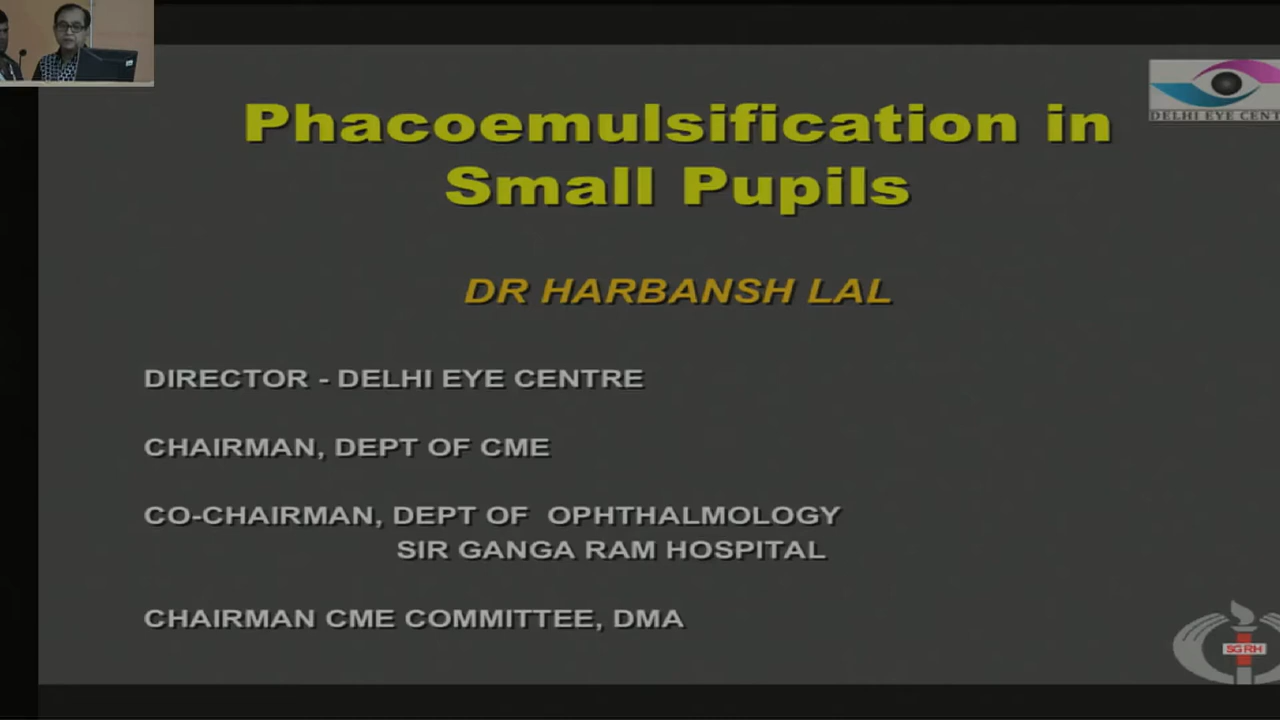 Phacoemulsification in
Small Pupils
DR HARBANSH LAL
DIRECTOR - DELHI EYE CENTRE
CHAIRMAN, DEPT OF CME
CO-CHAIRMAN, DEPT OF OPHTHALMOLOGY
SIR GANGA RAM HOSPITAL
CHAIRMAN CME COMMITTEE, DMA
DELHI EYE CENT
SGRH